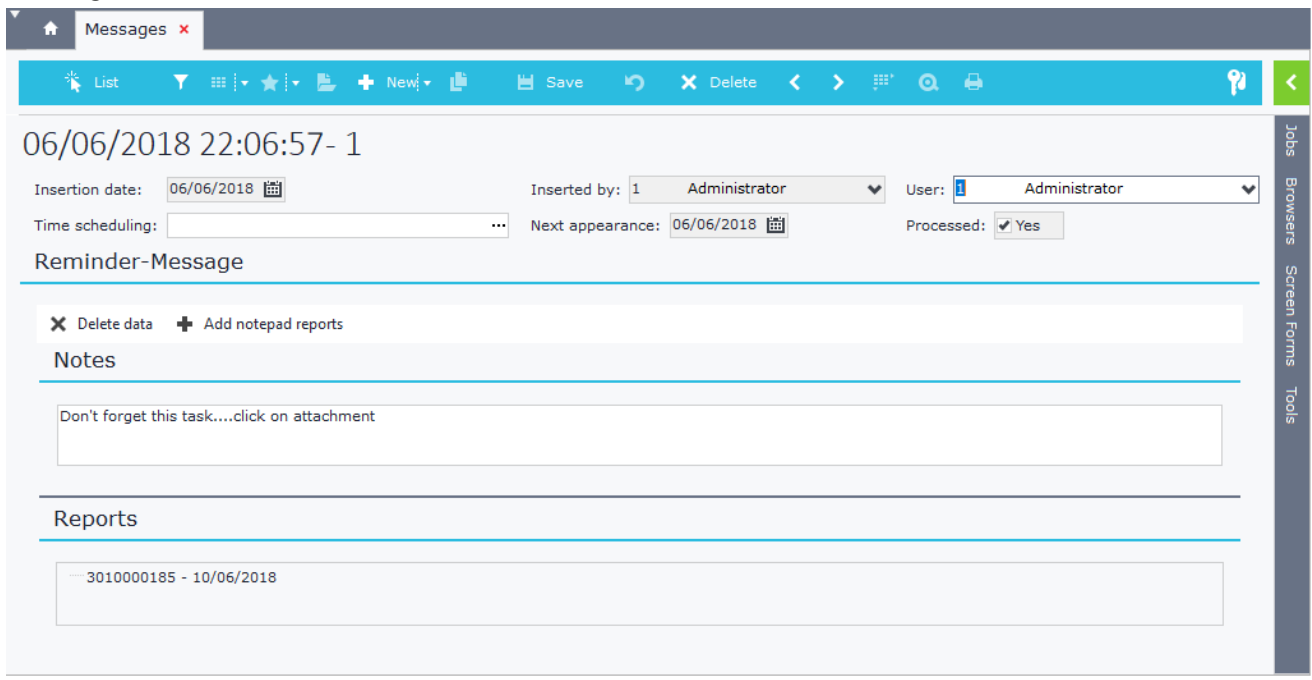 Messages
List New Save Delete
06/06/2018 22:06:57- 1
Insertion date: 06/06/2018 Inserted by: 1 Administrator User: 1 Administrator
Time scheduling: ... Next appearance: 06/06/2018 Processed: Yes
Reminder-Message
Delete data Add notepad reports
Notes
Don't forget this task....click on attachment
Reports
3010000185 - 10/06/2018
Jobs
Browsers
Screen Forms
Tools